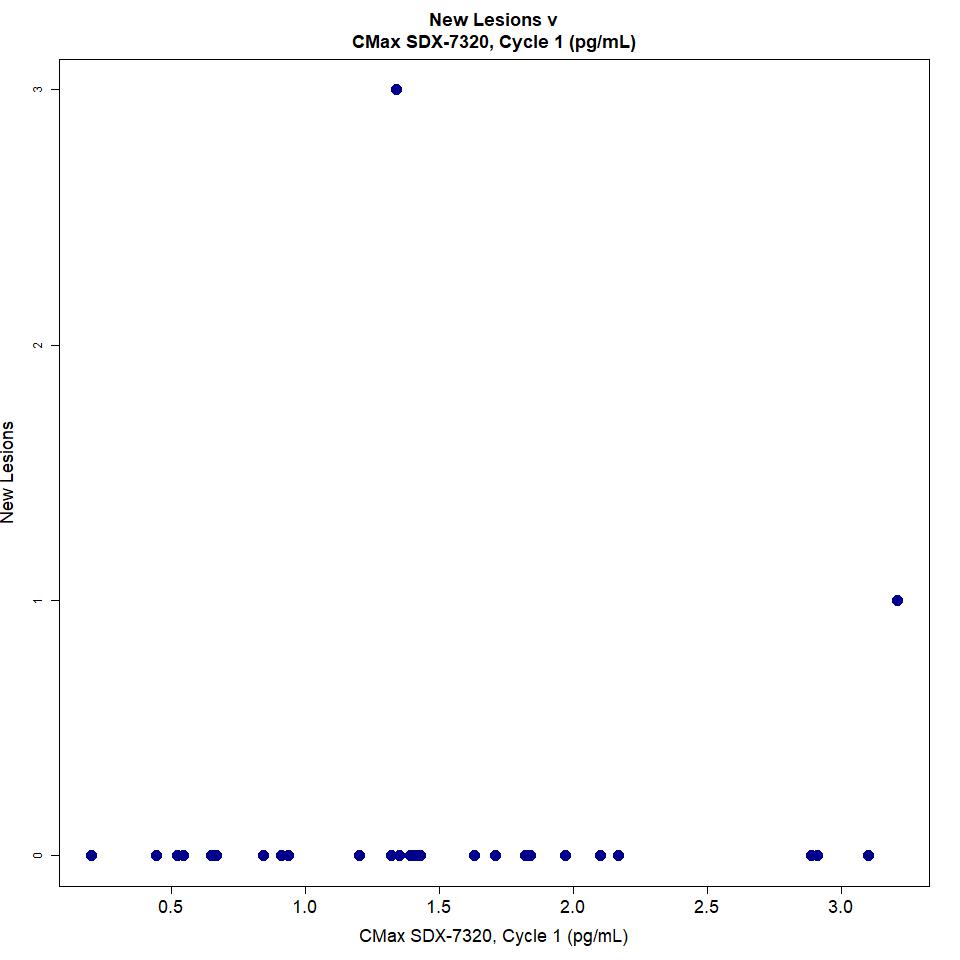 New Lesions v
CMax SDX-7320, Cycle 1 (pg/mL)
3
2
1
0
New Lesions
0.5 1.0 1.5 2.0 2.5 3.0
CMax SDX-7320, Cycle 1 (pg/mL)